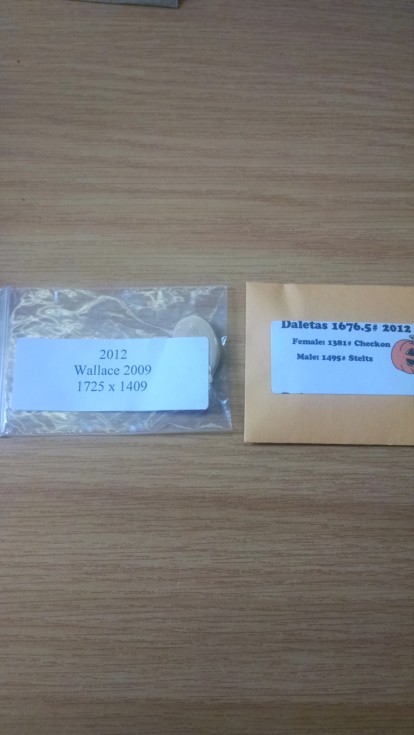 2012
Wallace 2009
1725 x 1409
Daletas 1676.5# 2012
Female: 1381# Checkon
Male: 1495# Stelts